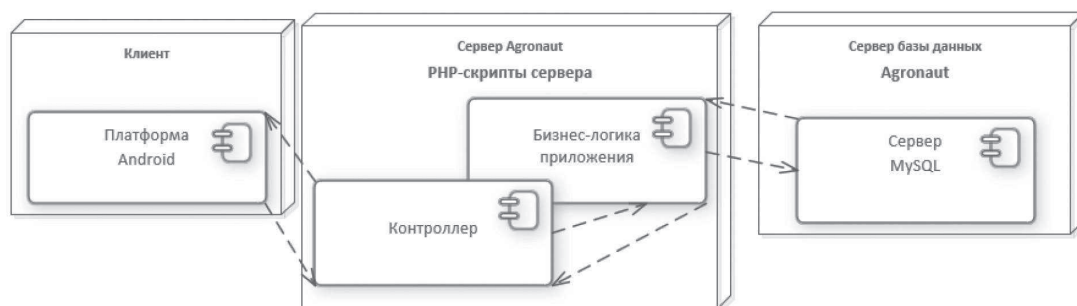 Клиент
Платформа
Android
Сервер Agronaut
PHP-скрипты сервера
Бизнес-логика
приложения
Контроллер
Сервер базы данных
Agronaut
Сервер
MySQL